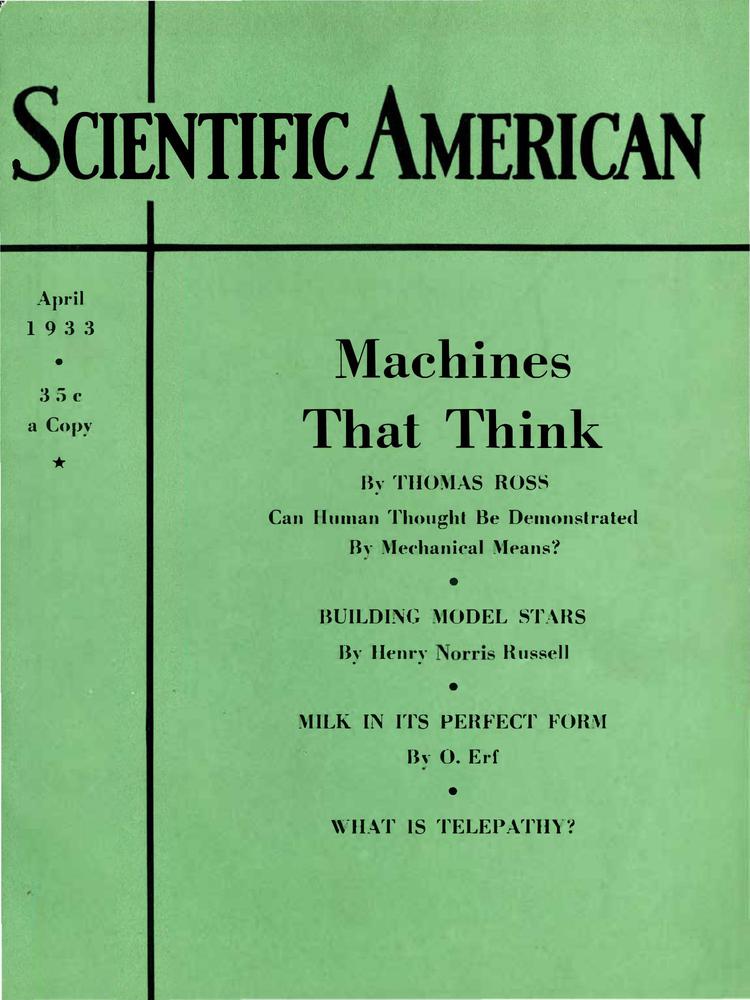 SCIENTIFIC AMERICAN
April
1933
•
35c
a Copy
★
Machines
That Think
By THOMAS ROSS
Can Human Thought Be Demonstrated
By Mechanical Means?
•
BUILDING MODEL STARS
By Henry Norris Russell
•
MILK IN ITS PERFECT FORM
By O. Erf
•
WHAT IS TELEPATHY?